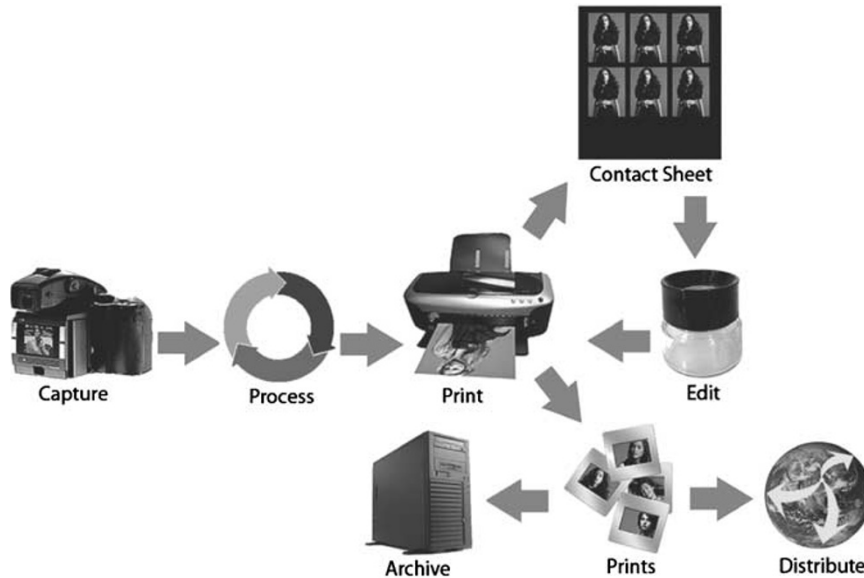 Contact Sheet
Capture
Process
Print
Edit
Archive
Prints
Distribute